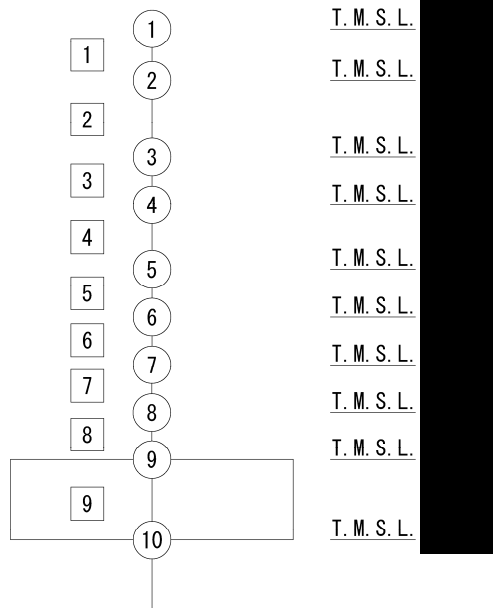 1 T. M. S. L.
1
2 T. M. S. L.
2
3 T. M. S. L.
3
4 T. M. S. L.
4
5 T. M. S. L.
5
6 T. M. S. L.
6
7 T. M. S. L.
7
8 T. M. S. L.
8
9 T. M. S. L.
9
10 T. M. S. L.